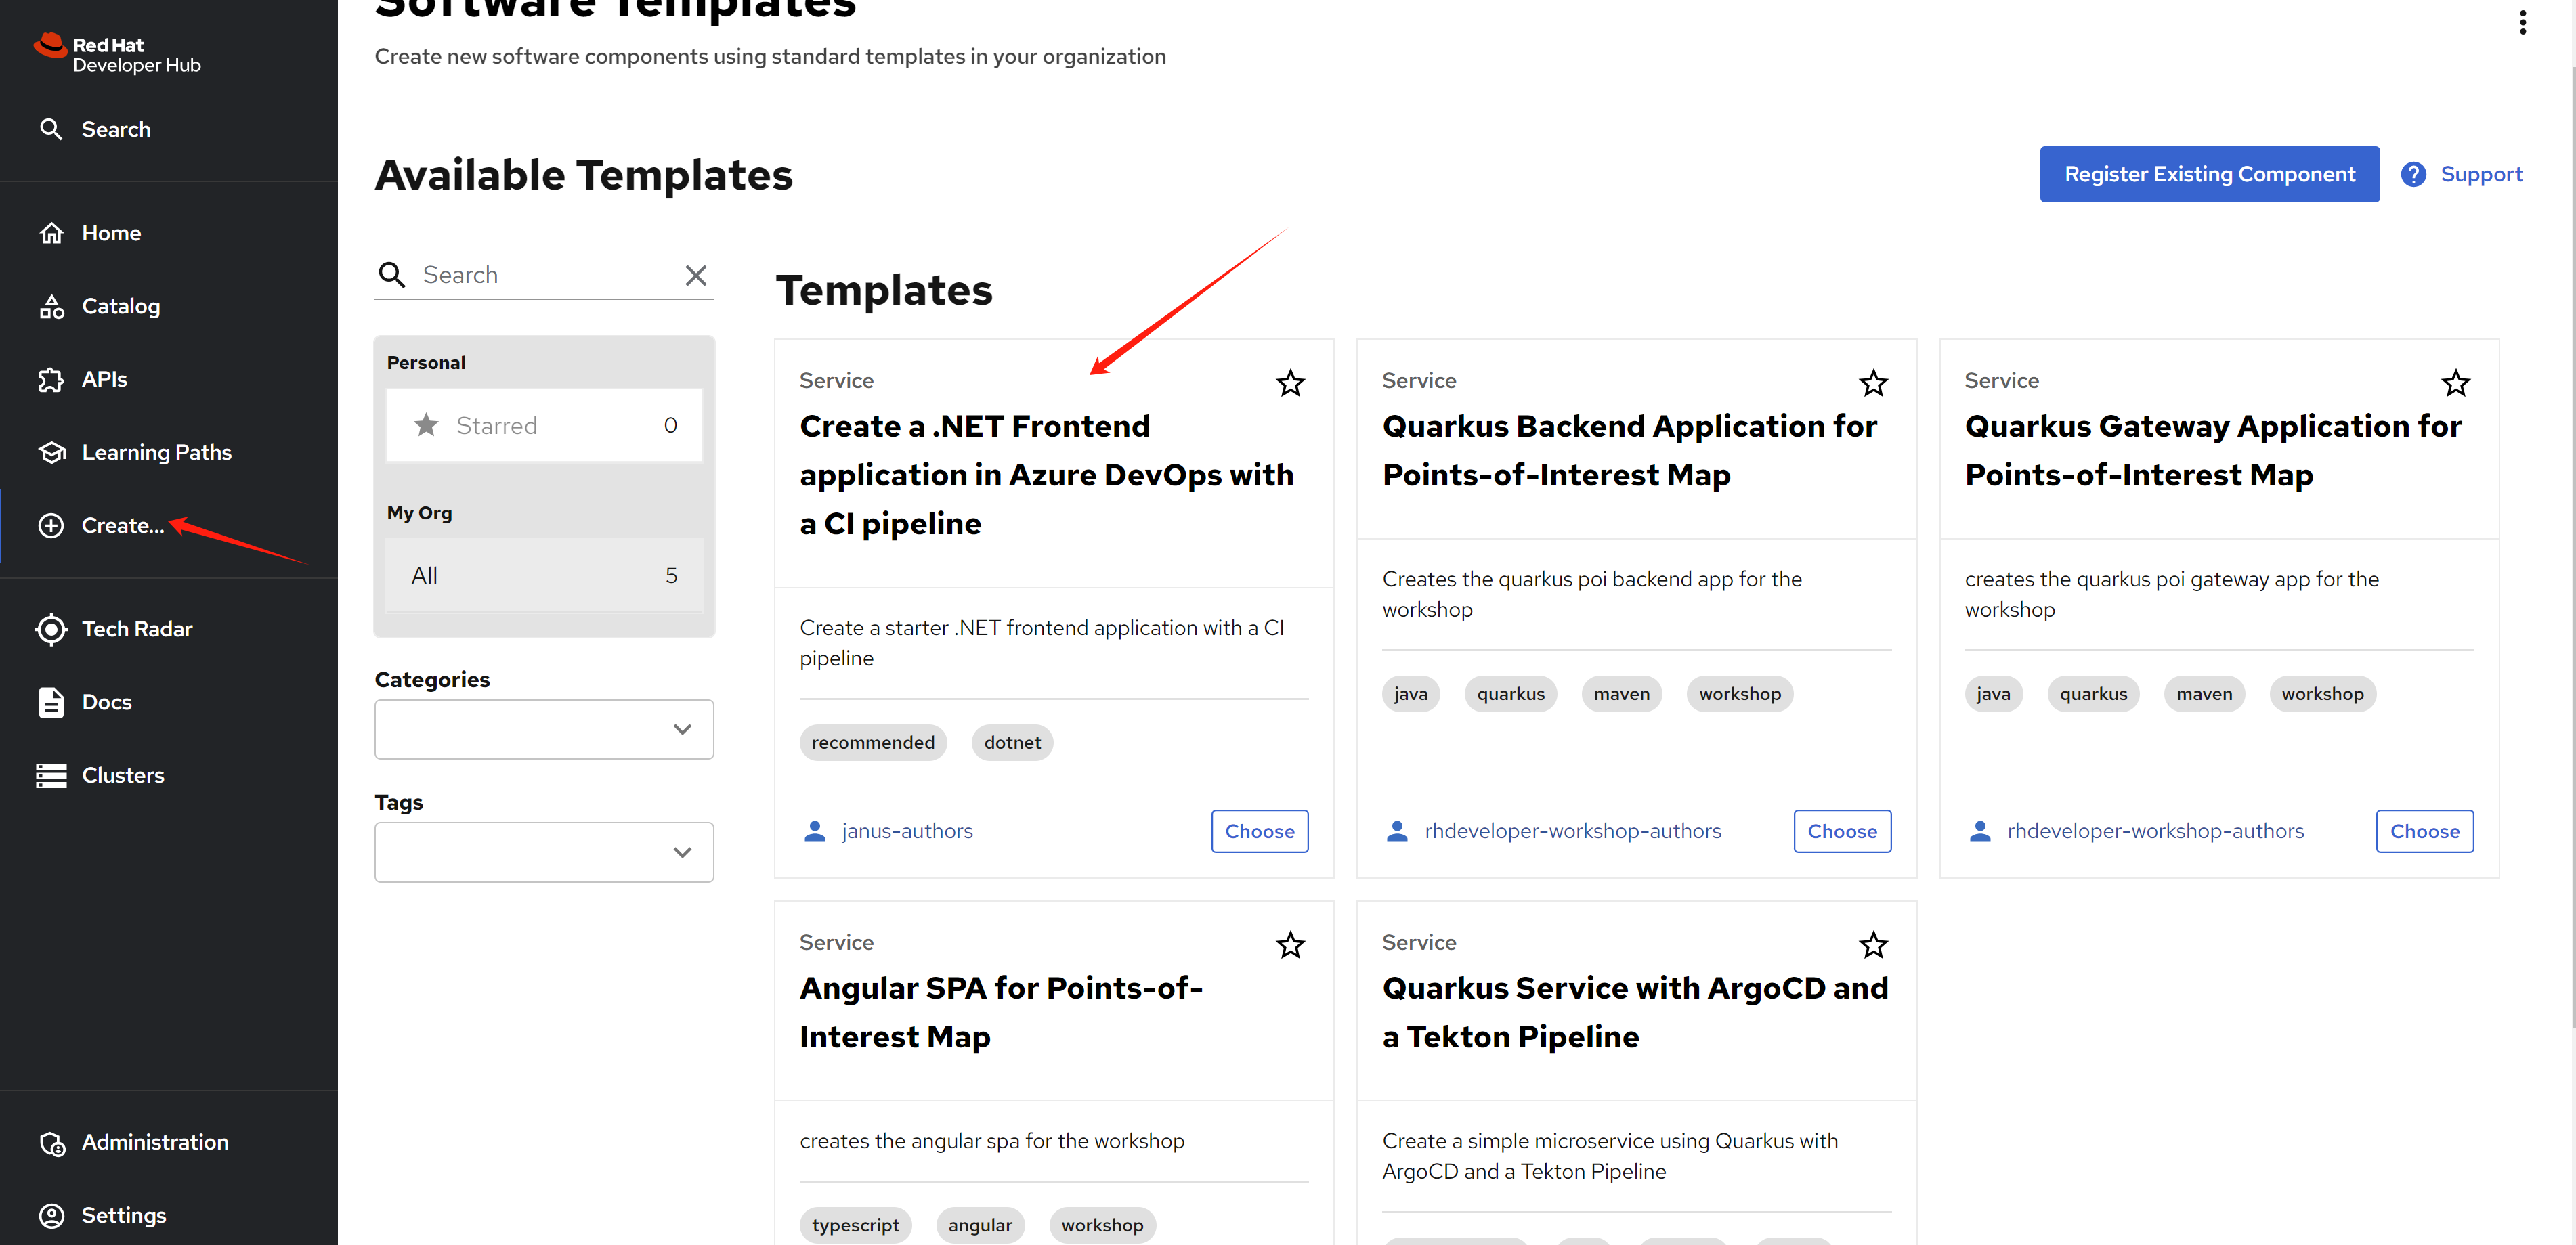 Red Hat
Developer Hub
Search
Home
Catalog
APIs
Learning Paths
Create...
Tech Radar
Docs
Clusters
Administration
Settings
Software Templates
Create new software components using standard templates in your organization
Available Templates
Register Existing Component
Support
Search
Personal
Starred 0
My Org
All 5
Categories
Tags
Templates
Service
Create a .NET Frontend
application in Azure DevOps with
a CI pipeline
Create a starter .NET frontend application with a CI
pipeline
recommended dotnet
janus-authors Choose
Service
Quarkus Backend Application for
Points-of-Interest Map
Creates the quarkus poi backend app for the
workshop
java quarkus maven workshop
rhdeveloper-workshop-authors Choose
Service
Quarkus Gateway Application for
Points-of-Interest Map
creates the quarkus poi gateway app for the
workshop
java quarkus maven workshop
rhdeveloper-workshop-authors Choose
Service
Angular SPA for Points-of-
Interest Map
creates the angular spa for the workshop
typescript angular workshop
Service
Quarkus Service with ArgoCD and
a Tekton Pipeline
Create a simple microservice using Quarkus with
ArgoCD and a Tekton Pipeline